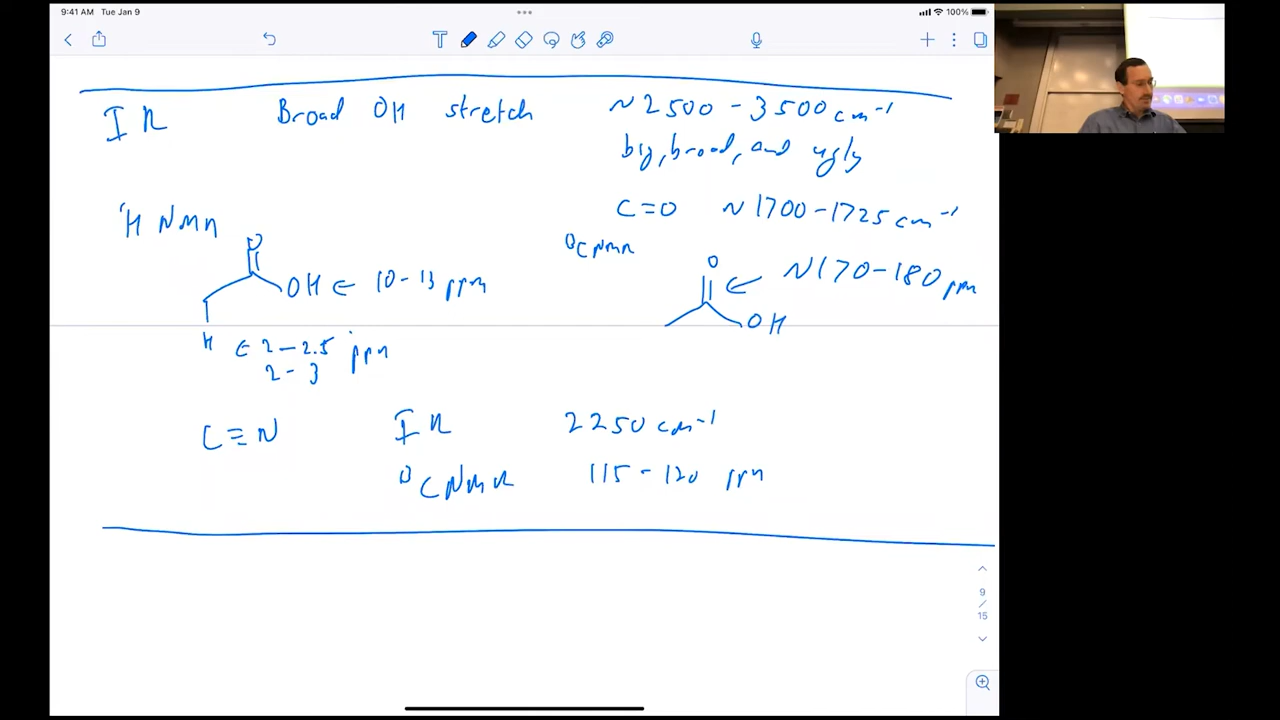 9:41 AM Tue Jan 9
100%
IR Broad OH stretch ~2500-3500 cm⁻¹
big, broad, and ugly
C=O ~1700-1725 cm⁻¹
¹H NMR
¹³C NMR
O
OH ← 10-13 ppm
H ← 2-2.5 ppm
2-3
O
← ~170-180 ppm
OH
C≡N IR 2250 cm⁻¹
¹³C NMR 115-120 ppm
9
/
15